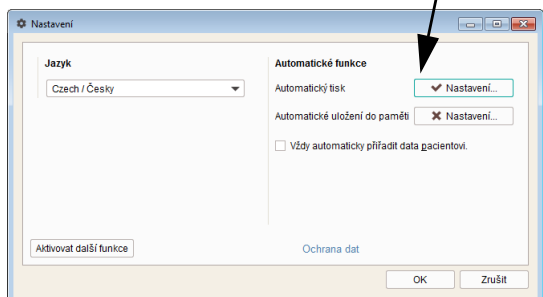 Nastavení
Jazyk
Czech / Česky
Automatické funkce
Automatický tisk
Nastavení...
Automatické uložení do paměti
Nastavení...
Vždy automaticky přiřadit data pacientovi.
Aktivovat další funkce
Ochrana dat
OK
Zrušit